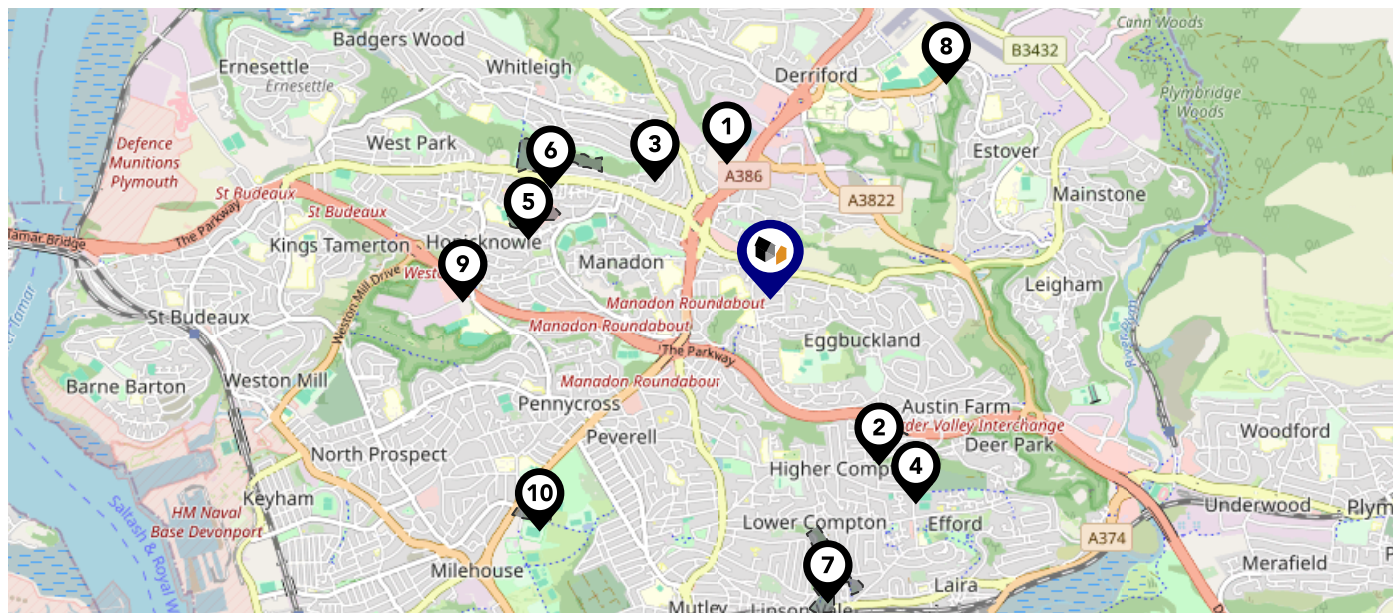 Cann Woods
Badgers Wood
B3432
8
Ernesettle
Ernesettle
Whitleigh
Derriford
Plymbridge
Woods
Defence
Munitions
Plymouth
West Park
6
3
1
Estover
A386
St Budeaux
A3822
Mainstone
5
St Budeaux
The Parkway
Tamar Bridge
Kings Tamerton
Manadon
9
Leigham
Weston Mill Drive
Manadon Roundabout
St Budeaux
Manadon Roundabout
River Plym
The Parkway
Eggbuckland
Barne Barton
Weston Mill
Manadon Roundabout
Pennycross
Austin Farm
2
Peverell
Deer Park
Woodford
North Prospect
4
Keyham
10
Underwood
HM Naval
Base Devonport
Lower Compton
Efford
A374
Milehouse
7
Merafield
Laira
Mutley